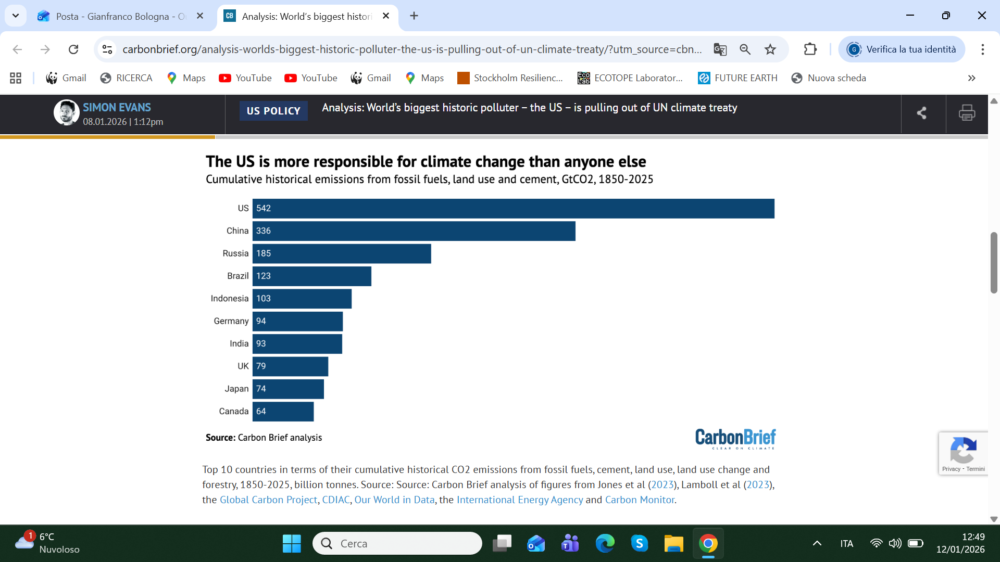 Posta - Gianfranco Bologna - Ou
Analysis: World's biggest histori
carbonbrief.org/analysis-worlds-biggest-historic-polluter-the-us-is-pulling-out-of-un-climate-treaty/?utm_source=cbn...
G
Verifica la tua identità
Gmail
RICERCA
Maps
YouTube
YouTube
Gmail
Maps
Stockholm Resilienc...
ECO LAB
ECOTOPE Laborator...
FUTURE EARTH
Nuova scheda
SIMON EVANS
08.01.2026 | 1:12pm
US POLICY
Analysis: World's biggest historic polluter – the US – is pulling out of UN climate treaty
The US is more responsible for climate change than anyone else
Cumulative historical emissions from fossil fuels, land use and cement, GtCO2, 1850-2025
US 542
China 336
Russia 185
Brazil 123
Indonesia 103
Germany 94
India 93
UK 79
Japan 74
Canada 64
Source: Carbon Brief analysis
CarbonBrief
CLEAR ON CLIMATE
Privacy - Termini
Top 10 countries in terms of their cumulative historical CO2 emissions from fossil fuels, cement, land use, land use change and
forestry, 1850-2025, billion tonnes. Source: Source: Carbon Brief analysis of figures from Jones et al (2023), Lamboll et al (2023),
the Global Carbon Project, CDIAC, Our World in Data, the International Energy Agency and Carbon Monitor.
1
6°C
Nuvoloso
Cerca
ITA
12:49
12/01/2026